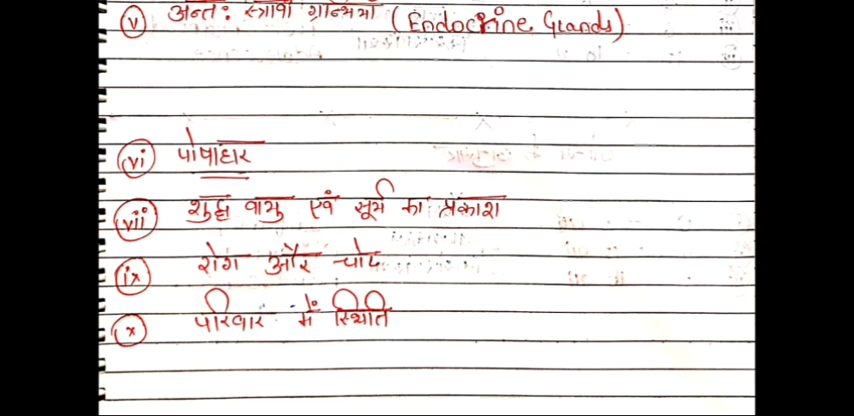 (v) अन्तः स्त्रावी ग्रन्थियाँ (Endocrine Glands)
(vi) पोषाहार
(vii) शुद्ध वायु एवं सूर्य का प्रकाश
(ix) रोग और चोट
(x) परिवार में स्थिति